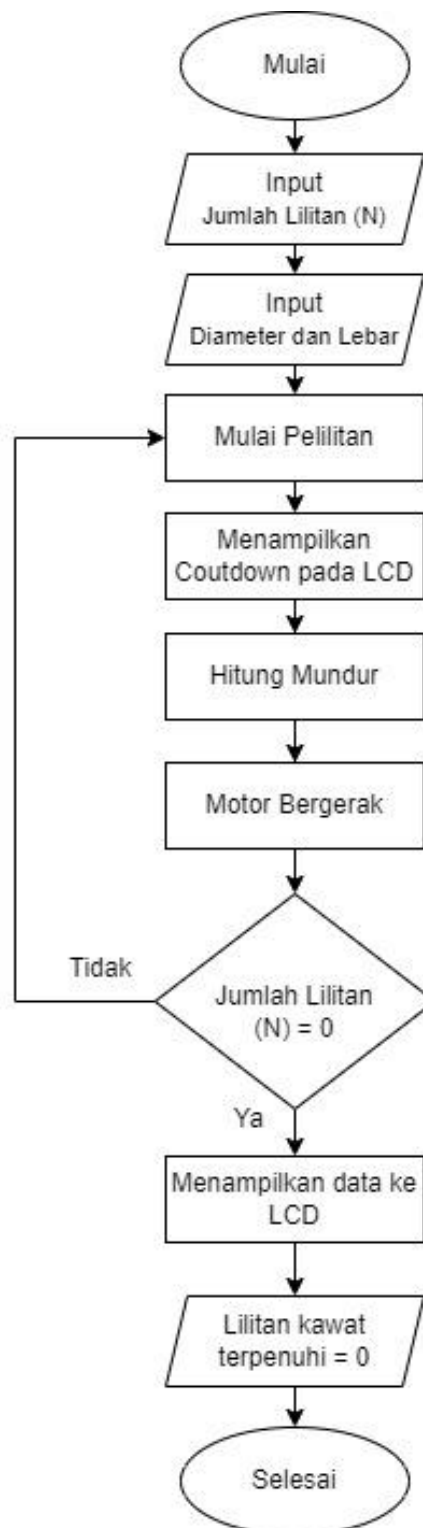 Mulai
Input
Jumlah Lilitan (N)
Input
Diameter dan Lebar
Mulai Pelilitan
Menampilkan
Coutdown pada LCD
Hitung Mundur
Motor Bergerak
Tidak
Jumlah Lilitan
(N) = 0
Ya
Menampilkan data ke
LCD
Lilitan kawat
terpenuhi = 0
Selesai